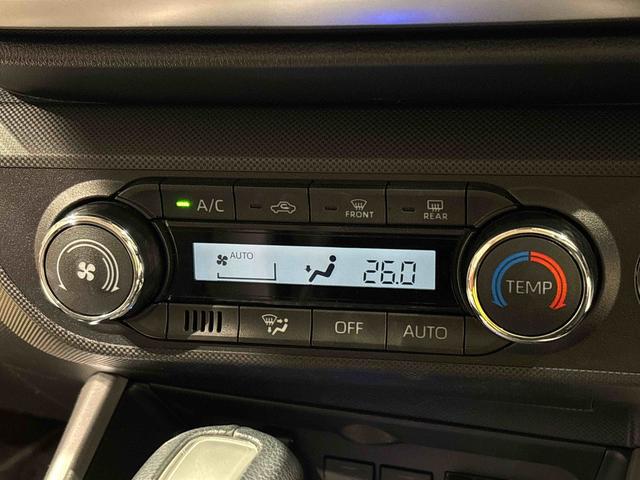 A/C
FRONT
REAR
AUTO
26.0
TEMP
OFF
AUTO